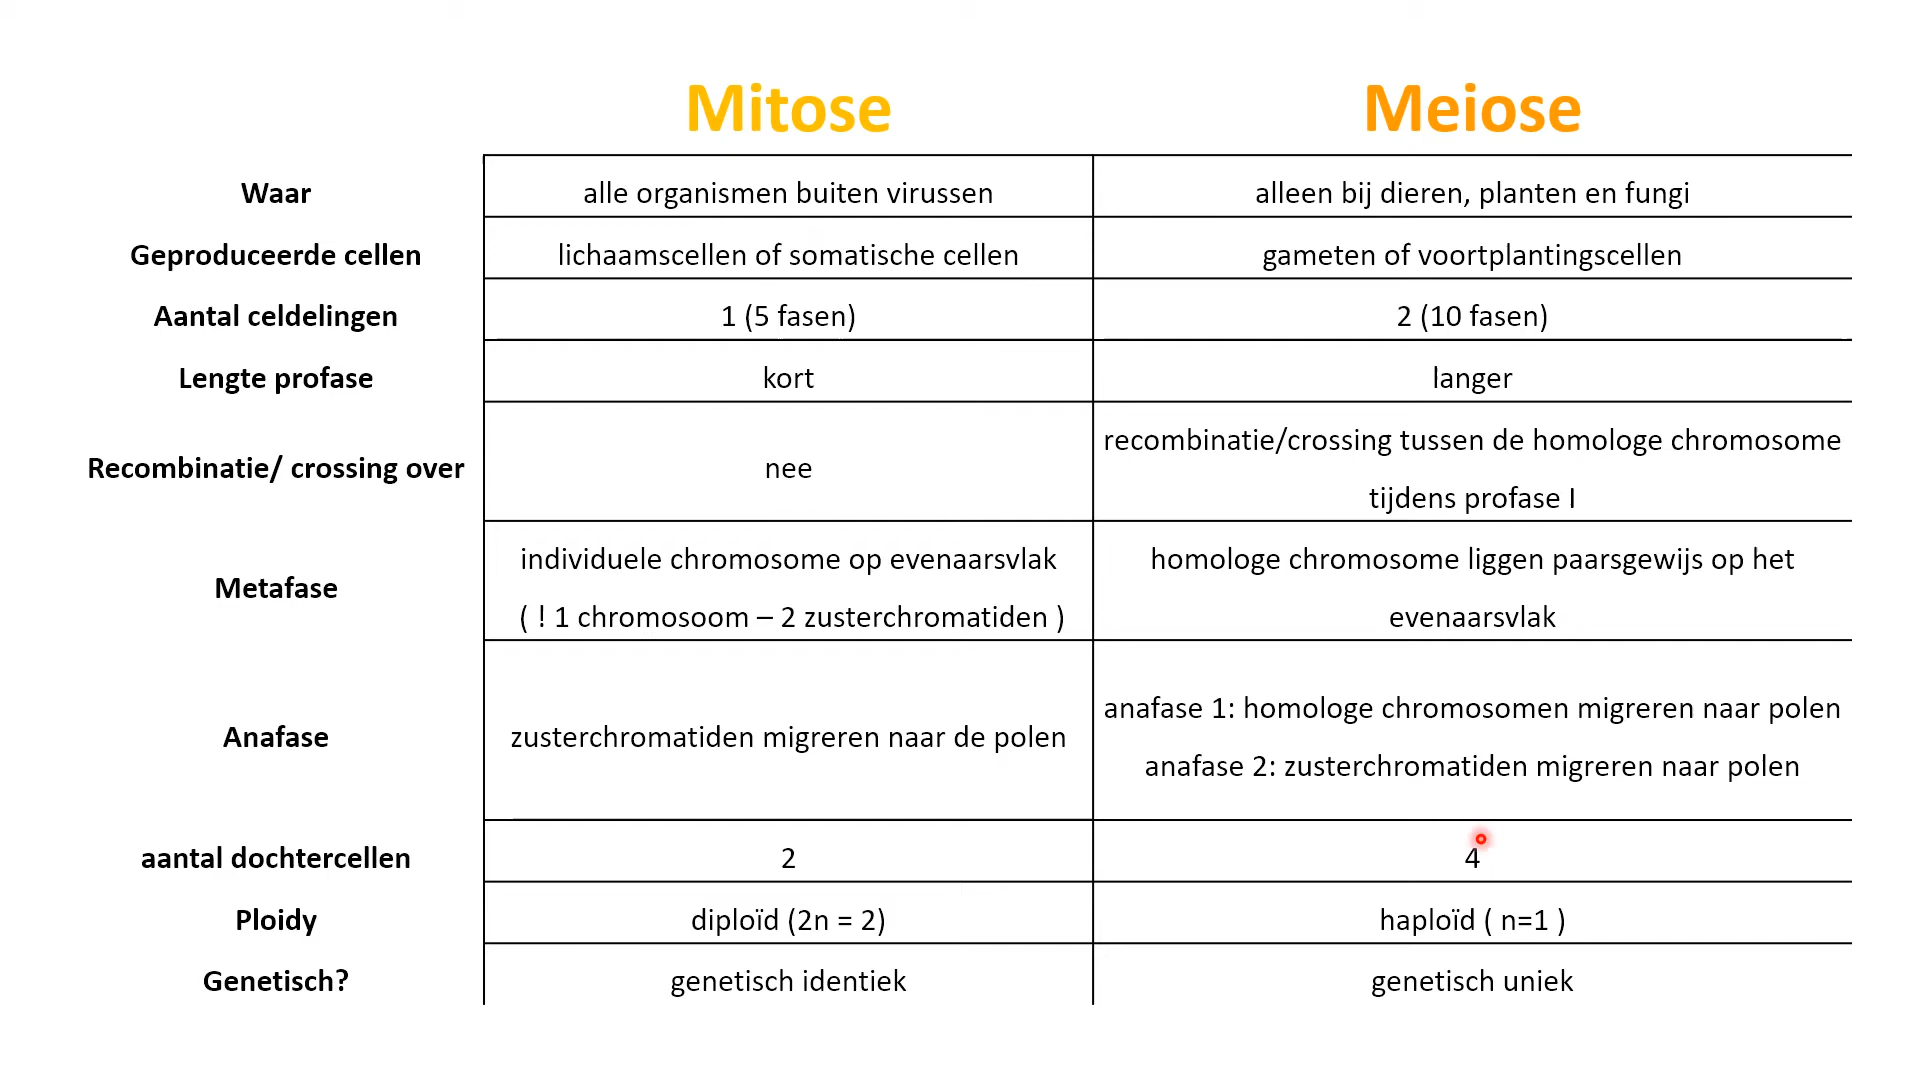 Mitose Meiose
Waar alle organismen buiten virussen alleen bij dieren, planten en fungi
Geproduceerde cellen lichaamscellen of somatische cellen gameten of voortplantingscellen
Aantal celdelingen 1 (5 fasen) 2 (10 fasen)
Lengte profase kort langer
Recombinatie/ crossing over nee recombinatie/crossing tussen de homologe chromosome
tijdens profase I
Metafase individuele chromosome op evenaarsvlak
( ! 1 chromosoom – 2 zusterchromatiden )
homologe chromosome liggen paarsgewijs op het
evenaarsvlak
Anafase zusterchromatiden migreren naar de polen
anafase 1: homologe chromosomen migreren naar polen
anafase 2: zusterchromatiden migreren naar polen
aantal dochtercellen 2 4
Ploidy diploïd (2n = 2) haploïd ( n=1 )
Genetisch? genetisch identiek genetisch uniek